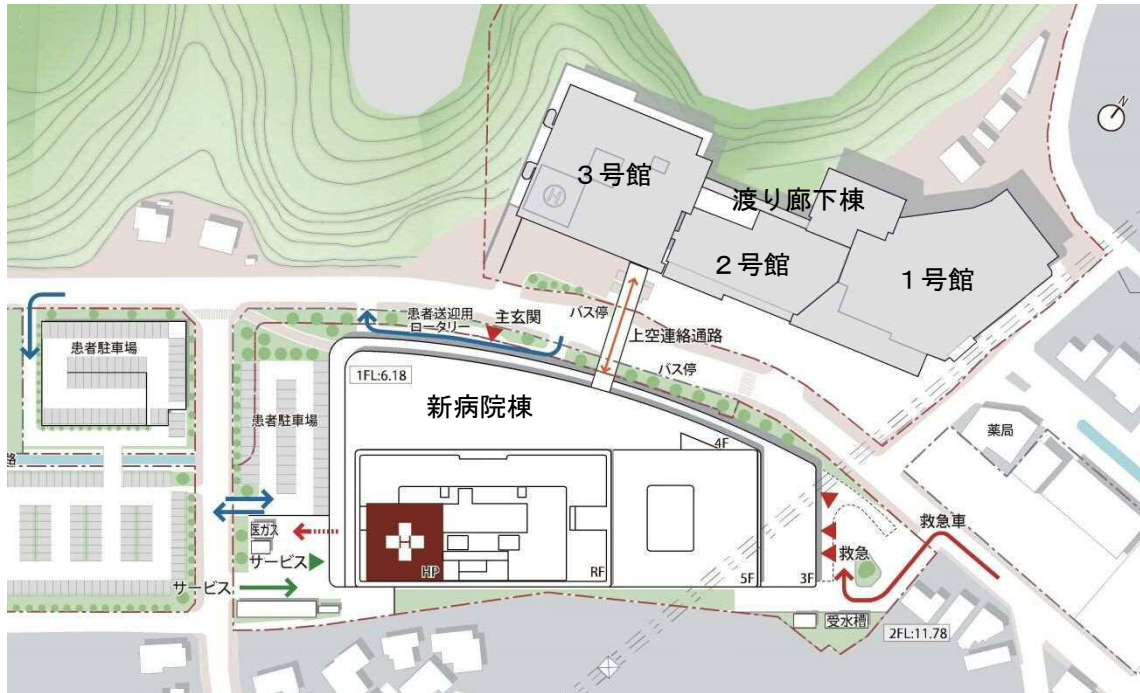 N
3号館
渡り廊下棟
2号館
1号館
患者送迎用
ロータリー
主玄関
バス停
上空連絡通路
バス停
患者駐車場
1FL:6.18
新病院棟
患者駐車場
薬局
路
4F
医ガス
サービス
サービス
H
HP
RF
5F
3F
救急
救急車
受水槽
2FL:11.78
H